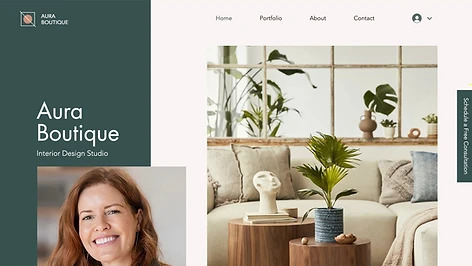 AURA
BOUTIQUE
Home
Portfolio
About
Contact
Aura
Boutique
Interior Design Studio
Schedule a Free Consultation